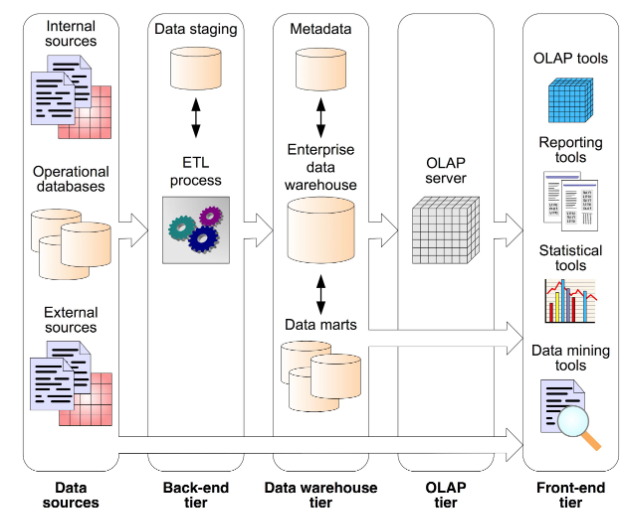 Internal
sources
Operational
databases
External
sources
Data
sources
Data staging
ETL
process
Back-end
tier
Metadata
Enterprise
data
warehouse
Data marts
Data warehouse
tier
OLAP
server
OLAP
tier
OLAP tools
Reporting
tools
Statistical
tools
Data mining
tools
Front-end
tier